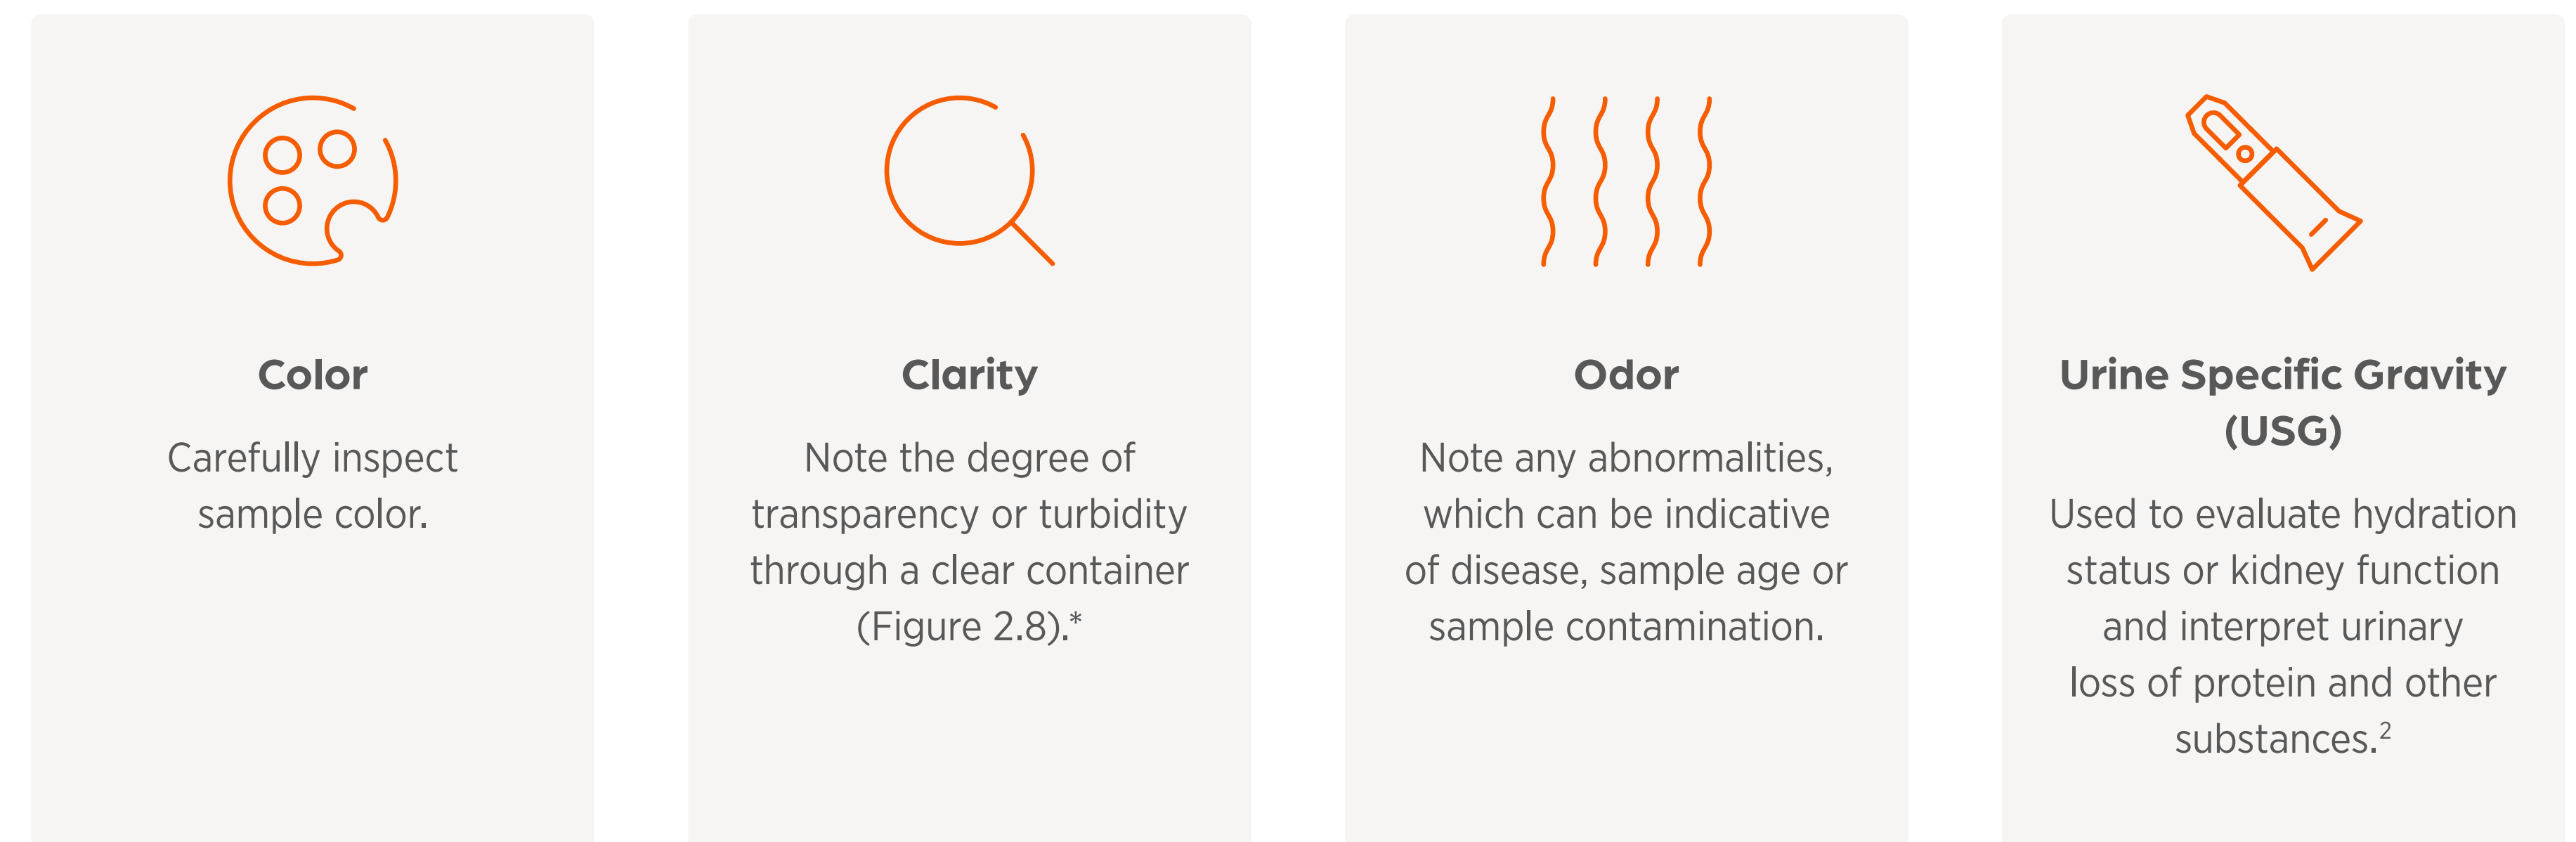 Color
Carefully inspect
sample color.
Clarity
Note the degree of
transparency or turbidity
through a clear container
(Figure 2.8).*
Odor
Note any abnormalities,
which can be indicative
of disease, sample age or
sample contamination.
Urine Specific Gravity
(USG)
Used to evaluate hydration
status or kidney function
and interpret urinary
loss of protein and other
substances.²